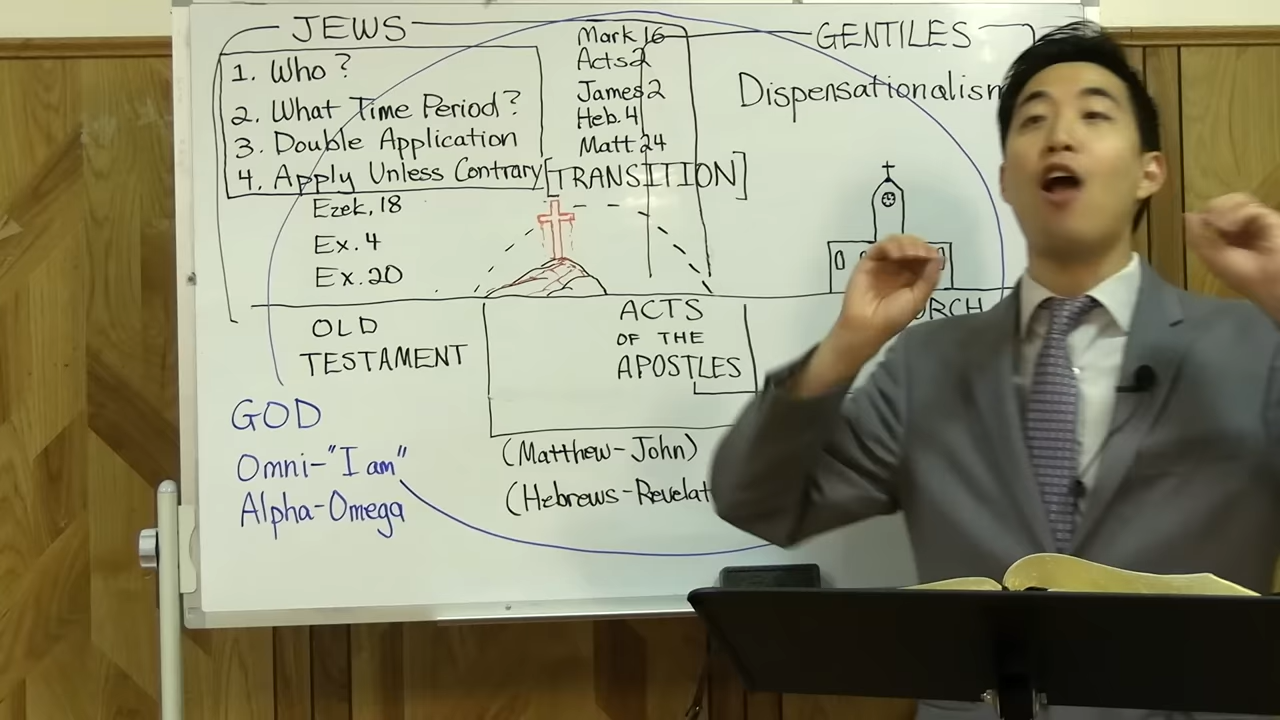 JEWS
1. Who?
2. What Time Period?
3. Double Application
4. Apply Unless Contrary
Ezek. 18
Ex. 4
Ex. 20
Mark 16
Acts 2
James 2
Heb. 4
Matt 24
[TRANSITION]
GENTILES
Dispensationalism
OLD
TESTAMENT
ACTS
OF THE
APOSTLES
(Matthew-John)
(Hebrews-Revelat
GOD
Omni-"I am"
Alpha-Omega